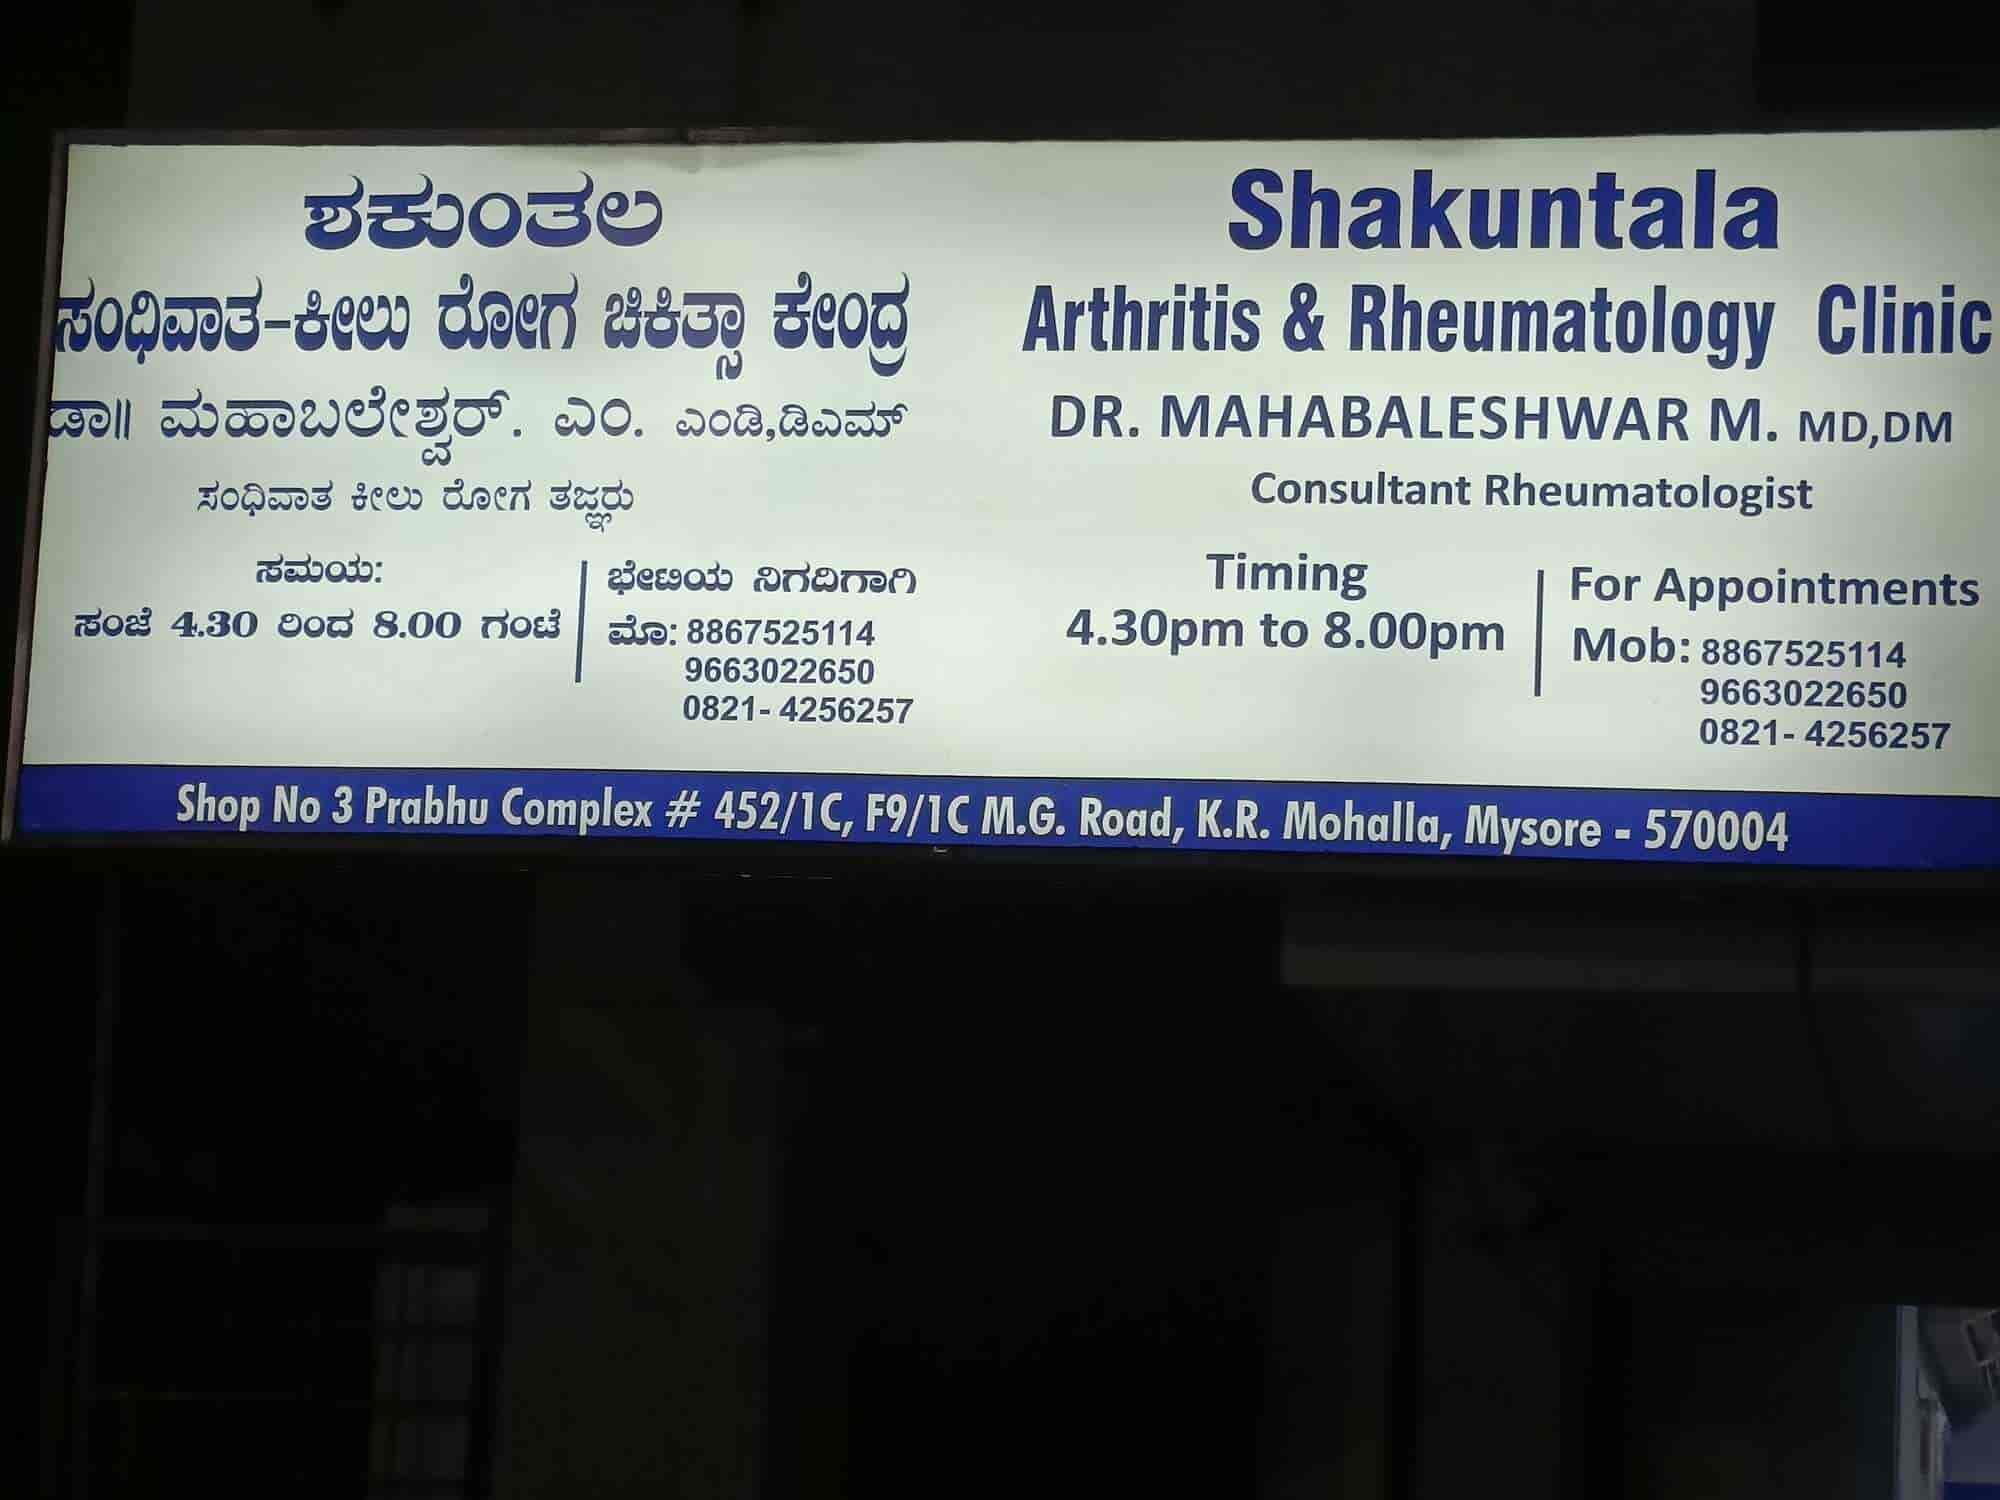 ಶಕುಂತಲ
ಸಂಧಿವಾತ-ಕೀಲು ರೋಗ ಚಿಕಿತ್ಸಾ ಕೇಂದ್ರ
ಡಾ|| ಮಹಾಬಲೇಶ್ವರ್. ಎಂ. ಎಂಡಿ,ಡಿಎಮ್
ಸಂಧಿವಾತ ಕೀಲು ರೋಗ ತಜ್ಞರು
ಸಮಯ:
ಸಂಜೆ 4.30 ರಿಂದ 8.00 ಗಂಟೆ
ಭೇಟಿಯ ನಿಗದಿಗಾಗಿ
ಮೊ: 8867525114
9663022650
0821- 4256257
Shakuntala
Arthritis & Rheumatology Clinic
DR. MAHABALESHWAR M. MD,DM
Consultant Rheumatologist
Timing
4.30pm to 8.00pm
For Appointments
Mob: 8867525114
9663022650
0821- 4256257
Shop No 3 Prabhu Complex # 452/1C, F9/1C M.G. Road, K.R. Mohalla, Mysore - 570004